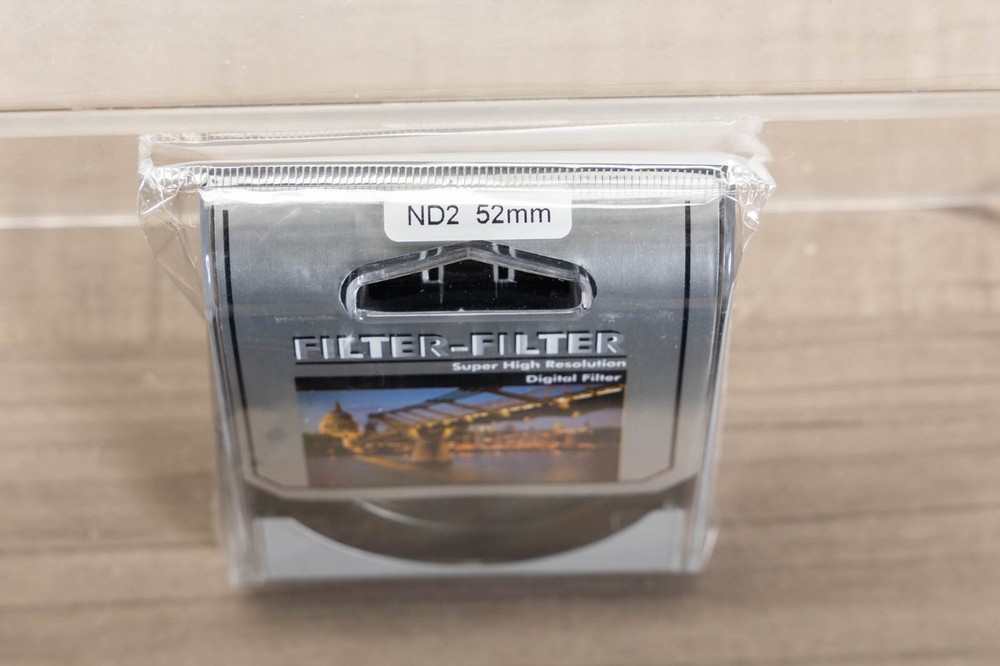 ND2 52mm
FILTER-FILTER
Super High Resolution
Digital Filter